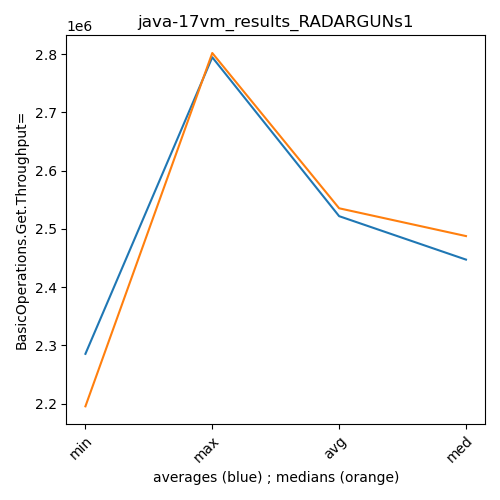 java-17vm_results_RADARGUNs1
1e6
2.8
2.7
2.6
2.5
2.4
2.3
2.2
BasicOperations.Get.Throughput=
min
max
avg
med
averages (blue) ; medians (orange)